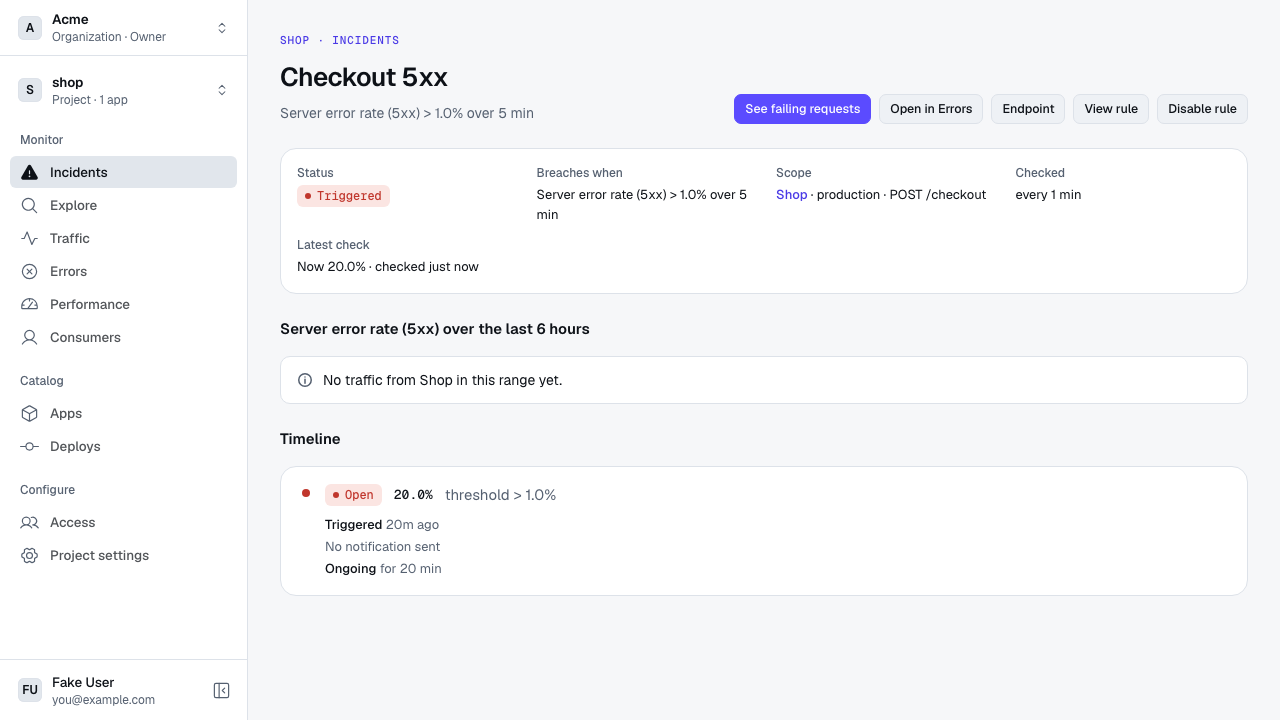 A
Acme
Organization · Owner
S
shop
Project · 1 app
Monitor
Incidents
Explore
Traffic
Errors
Performance
Consumers
Catalog
Apps
Deploys
Configure
Access
Project settings
FU
Fake User
you@example.com
SHOP · INCIDENTS
Checkout 5xx
Server error rate (5xx) > 1.0% over 5 min
See failing requests
Open in Errors
Endpoint
View rule
Disable rule
Status
Triggered
Breaches when
Server error rate (5xx) > 1.0% over 5
min
Scope
Shop · production · POST /checkout
Checked
every 1 min
Latest check
Now 20.0% · checked just now
Server error rate (5xx) over the last 6 hours
No traffic from Shop in this range yet.
Timeline
Open 20.0% threshold > 1.0%
Triggered 20m ago
No notification sent
Ongoing for 20 min